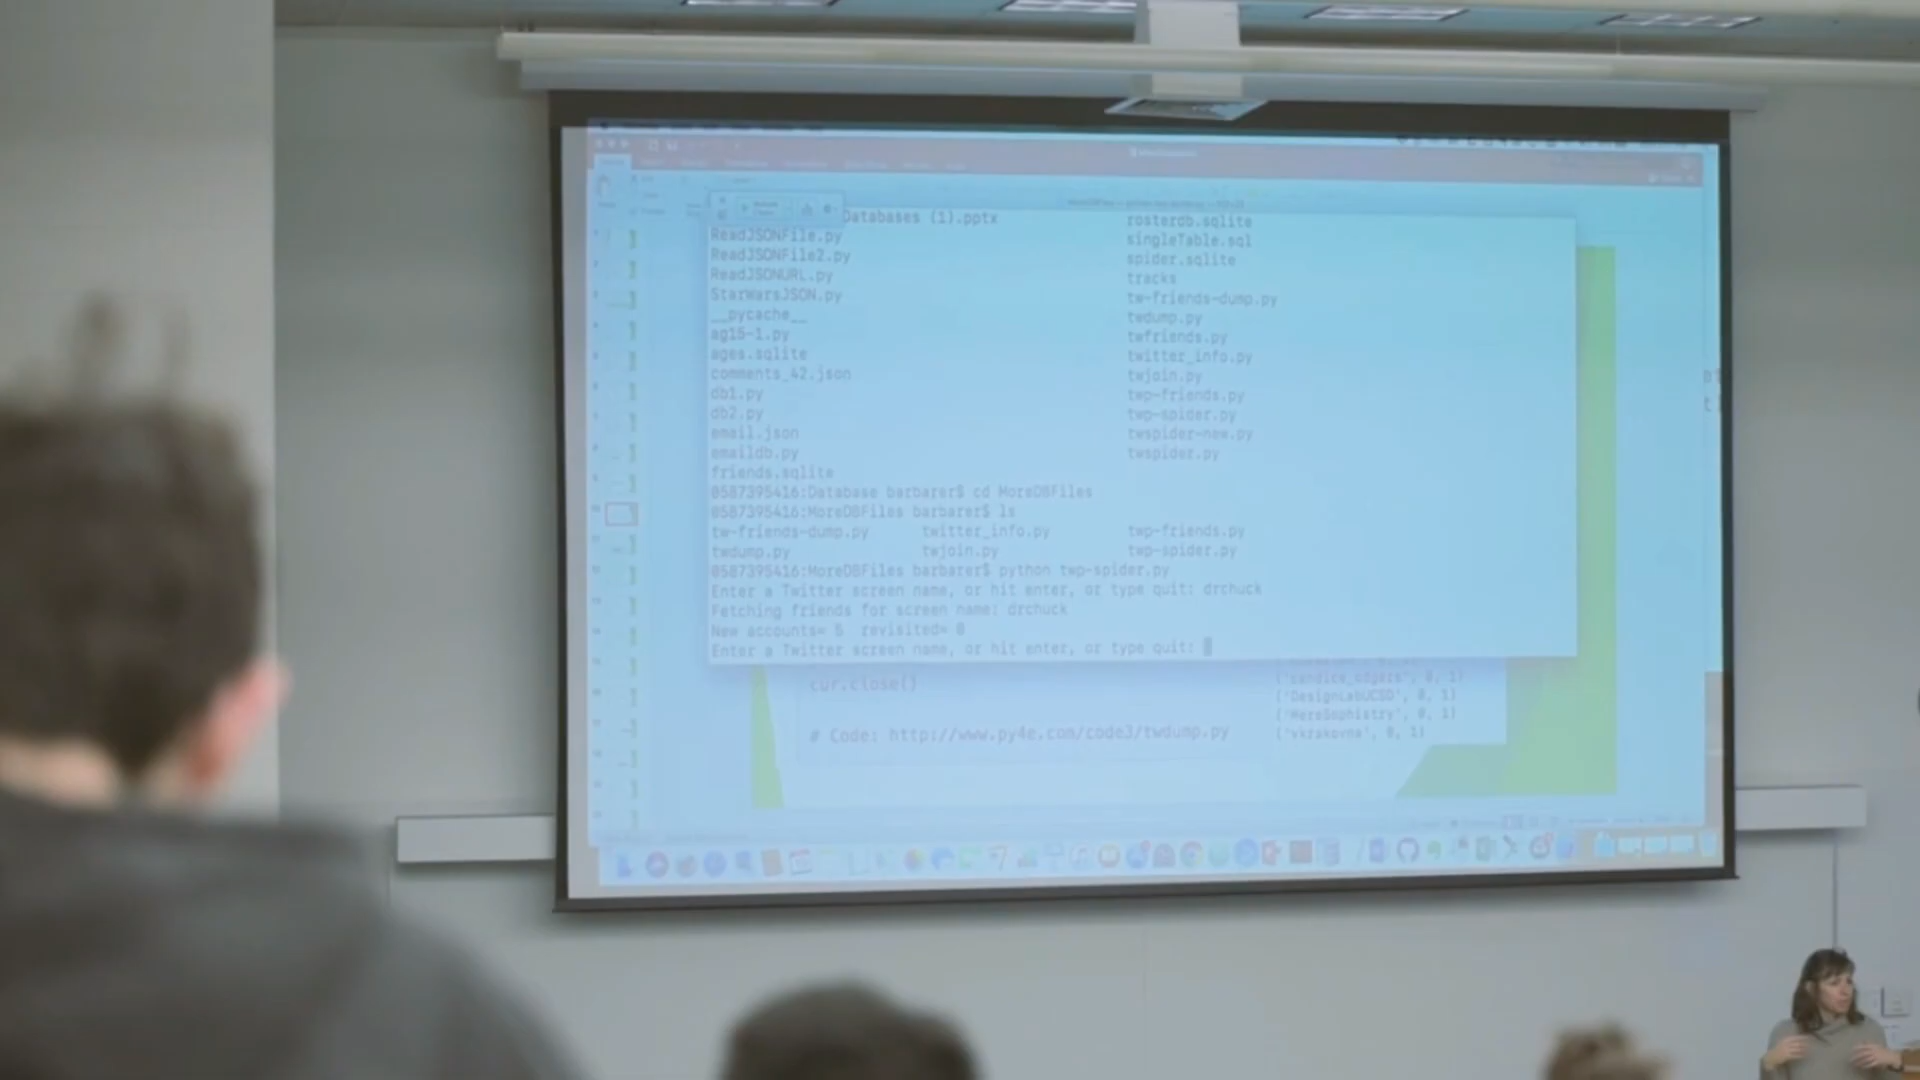 Databases (1).pptx rosterdb.sqlite
ReadJSONFile.py singleTable.sql
ReadJSONFile2.py spider.sqlite
ReadJSONURL.py tracks
StarWarsJSON.py tw-friends-dump.py
__pycache__ twdump.py
ag15-1.py twfriends.py
ages.sqlite twitter_info.py
comments_42.json twjoin.py
db1.py twp-friends.py
db2.py twp-spider.py
email.json twspider-new.py
emaildb.py twspider.py
friends.sqlite
0587395416:Database barbarer$ cd MoreDBFiles
0587395416:MoreDBFiles barbarer$ ls
tw-friends-dump.py twitter_info.py twp-friends.py
twdump.py twjoin.py twp-spider.py
0587395416:MoreDBFiles barbarer$ python twp-spider.py
Enter a Twitter screen name, or hit enter, or type quit: drchuck
Fetching friends for screen name: drchuck
New accounts= 5 revisited= 0
Enter a Twitter screen name, or hit enter, or type quit:
cur.close()
# Code: http://www.py4e.com/code3/twdump.py
('DesignLabUCSD', 0, 1)
('MereSophistry', 0, 1)
('vkrakovna', 0, 1)